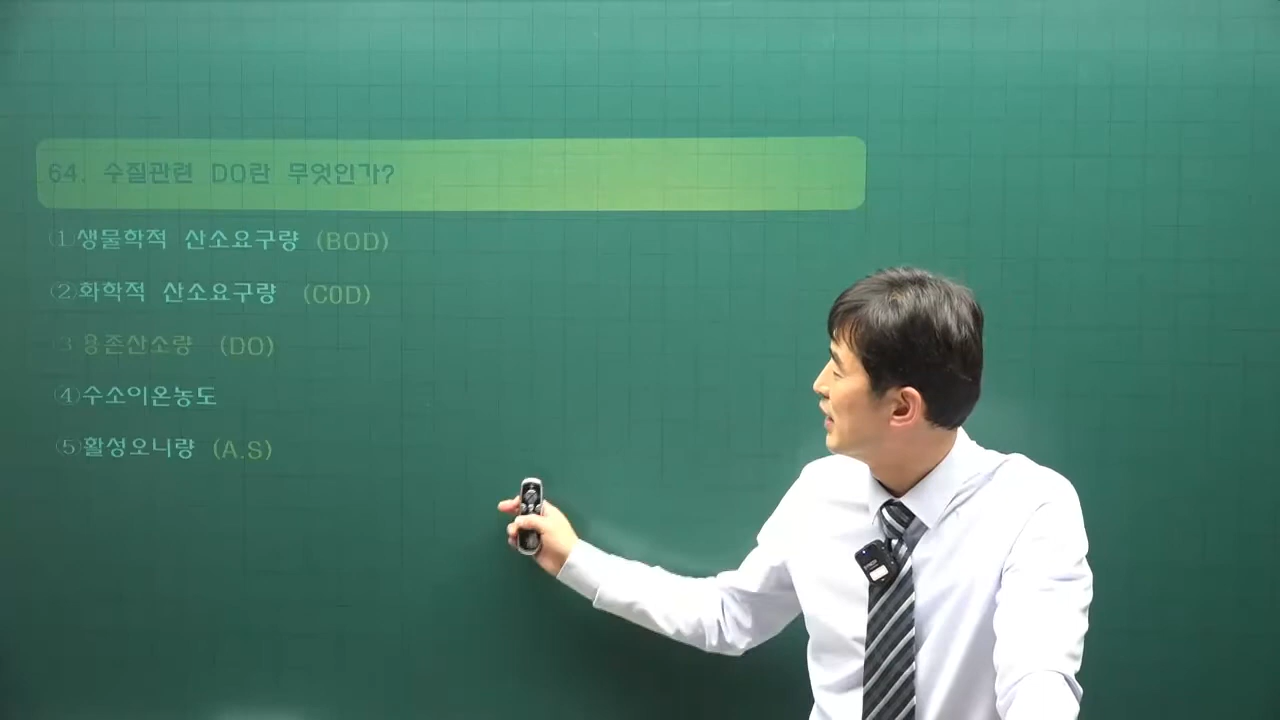 64. 수질관련 DO란 무엇인가?
⑴생물학적 산소요구량 (BOD)
⑵화학적 산소요구량 (COD)
⑶용존산소량 (DO)
⑷수소이온농도
⑸활성오니량 (A.S)